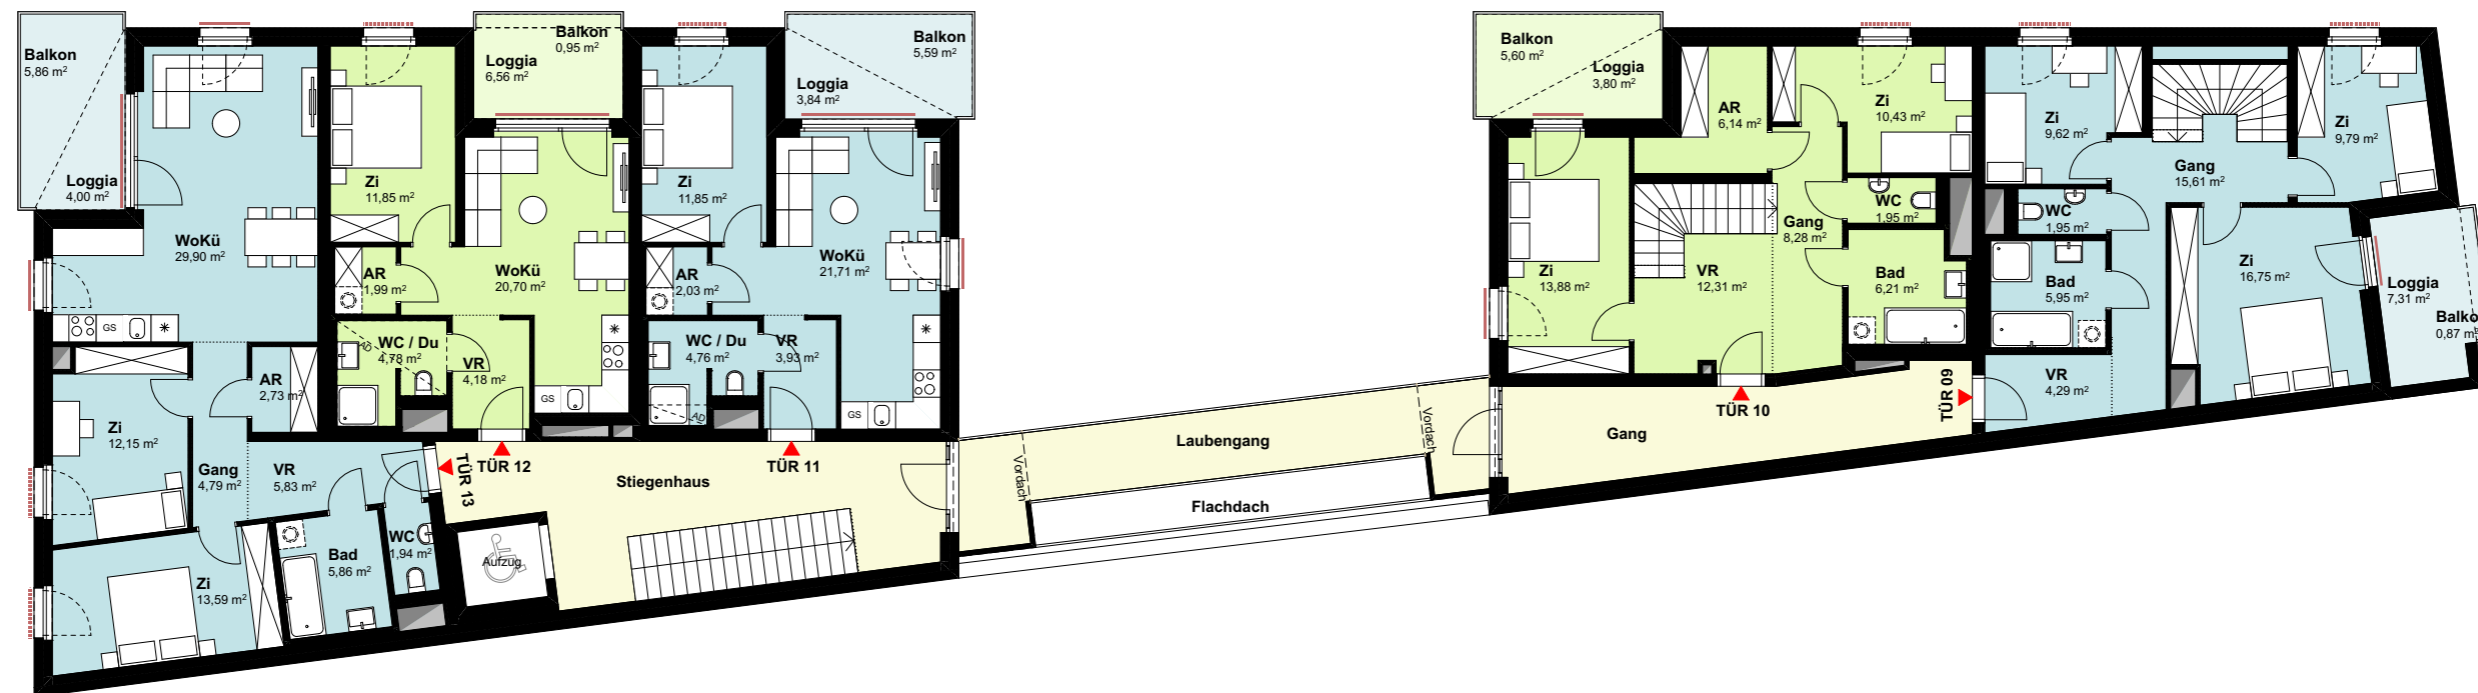 Balkon
5,86 m²
Loggia
4,00 m²
WoKü
29,90 m²
GS
AR
2,73 m²
Zi
12,15 m²
Gang
4,79 m²
VR
5,83 m²
Zi
13,59 m²
Bad
5,86 m²
WC
1,94 m²
TÜR 13
Zi
11,85 m²
Balkon
0,95 m²
Loggia
6,56 m²
AR
1,99 m²
WoKü
20,70 m²
WC / Du
4,78 m²
VR
4,18 m²
GS
TÜR 12
Zi
11,85 m²
Balkon
5,59 m²
Loggia
3,84 m²
AR
2,03 m²
WoKü
21,71 m²
WC / Du
4,76 m²
VR
3,93 m²
GS
TÜR 11
Stiegenhaus
Aufzug
Vordach
Laubengang
Vordach
Flachdach
Balkon
5,60 m²
Loggia
3,80 m²
AR
6,14 m²
Zi
10,43 m²
WC
1,95 m²
Gang
8,28 m²
Zi
13,88 m²
VR
12,31 m²
Bad
6,21 m²
TÜR 10
Gang
TÜR 09
Zi
9,62 m²
Gang
15,61 m²
Zi
9,79 m²
WC
1,95 m²
Bad
5,95 m²
Zi
16,75 m²
VR
4,29 m²
Loggia
7,31 m²
Balko
0,87 m²